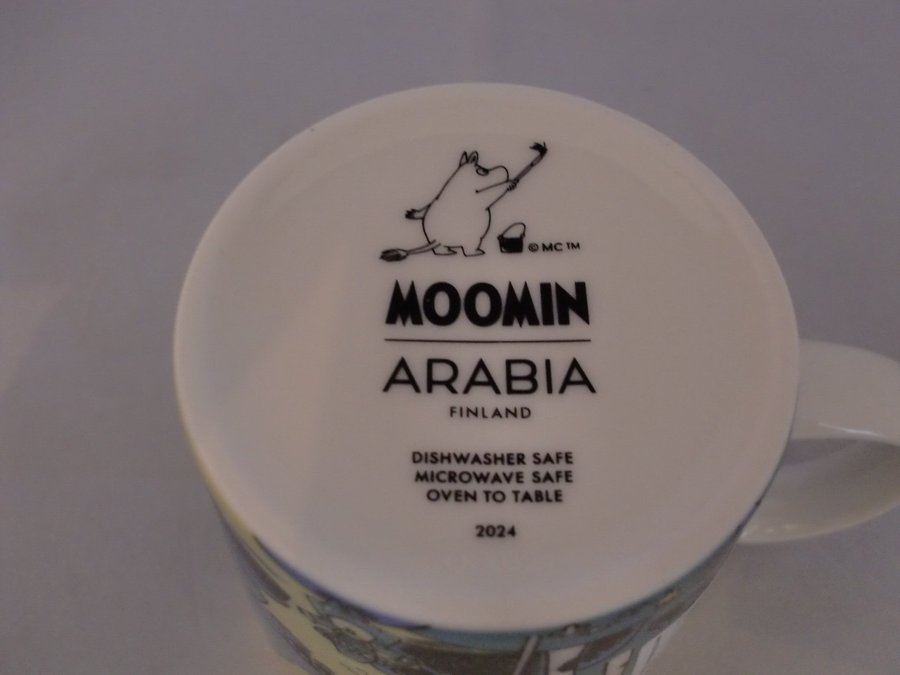 © MC ™
MOOMIN
ARABIA
FINLAND
DISHWASHER SAFE
MICROWAVE SAFE
OVEN TO TABLE
2024